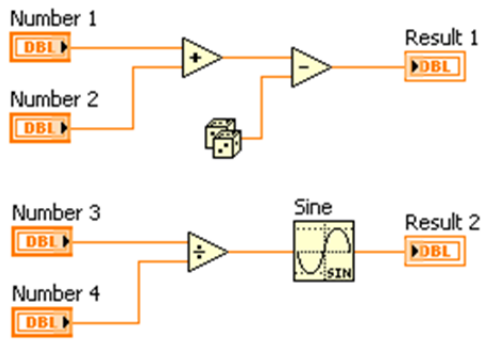 Number 1
DBL
+
-
Result 1
DBL
Number 2
DBL
Number 3
DBL
÷
Sine
SIN
Result 2
DBL
Number 4
DBL